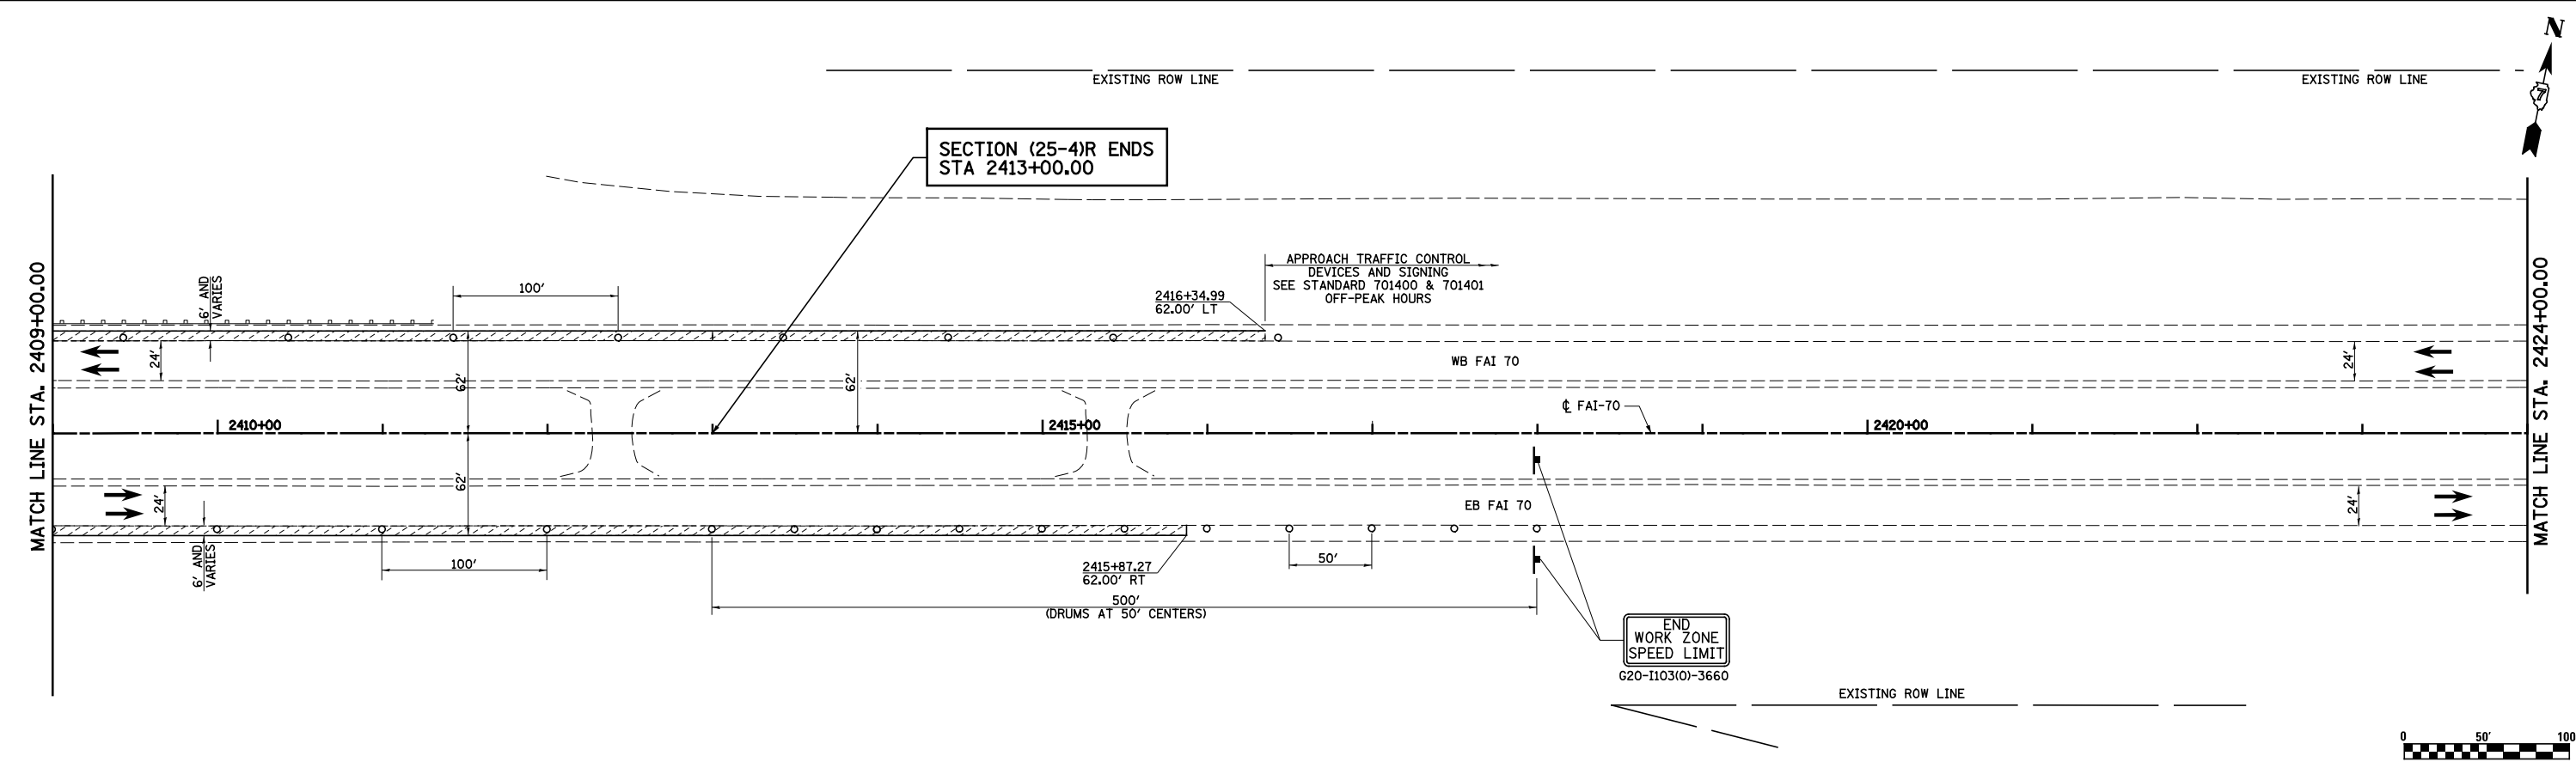 N
7
EXISTING ROW LINE
EXISTING ROW LINE
SECTION (25-4)R ENDS
STA 2413+00.00
MATCH LINE STA. 2409+00.00
MATCH LINE STA. 2424+00.00
6' AND
VARIES
100'
2416+34.99
62.00' LT
APPROACH TRAFFIC CONTROL
DEVICES AND SIGNING
SEE STANDARD 701400 & 701401
OFF-PEAK HOURS
24'
62'
62'
WB FAI 70
24'
℄ FAI-70
2410+00
2415+00
2420+00
62'
24'
EB FAI 70
24'
6' AND
VARIES
100'
2415+87.27
62.00' RT
50'
500'
(DRUMS AT 50' CENTERS)
END
WORK ZONE
SPEED LIMIT
G20-I103(O)-3660
EXISTING ROW LINE
0 50' 100